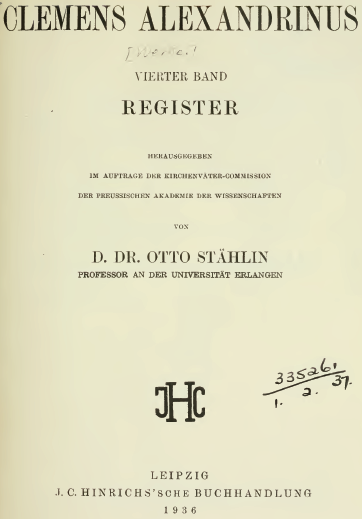 CLEMENS ALEXANDRINUS
[Werke.]
VIERTER BAND
REGISTER
HERAUSGEGEBEN
IM AUFTRAGE DER KIRCHENVÄTER-COMMISSION
DER PREUSSISCHEN AKADEMIE DER WISSENSCHAFTEN
VON
D. DR. OTTO STÄHLIN
PROFESSOR AN DER UNIVERSITÄT ERLANGEN
JHC
335261
1. 2. 37.
LEIPZIG
J. C. HINRICHS'SCHE BUCHHANDLUNG
1936